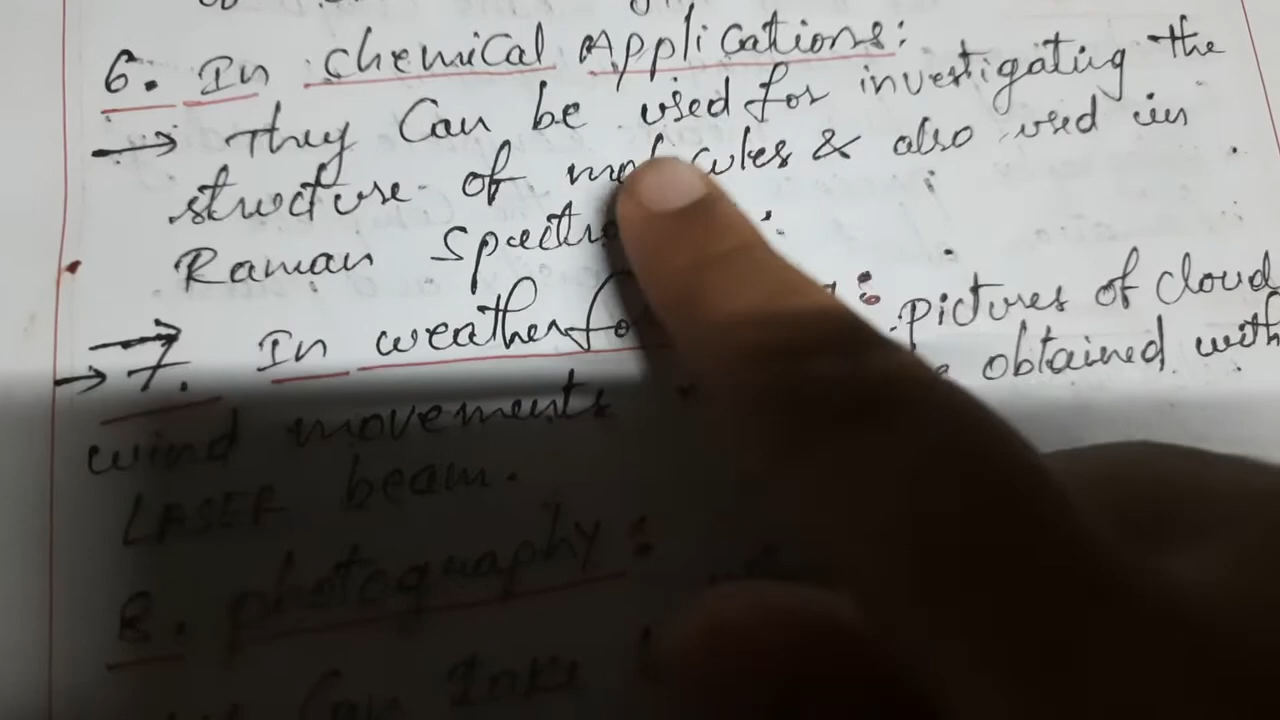 6. In chemical Applications:
→ They can be used for investigating the
structure of molecules & also used in
Raman
→ 7. In weather : pictures of cloud
wind movements obtained with
LASER beam.
8. photography:
Can